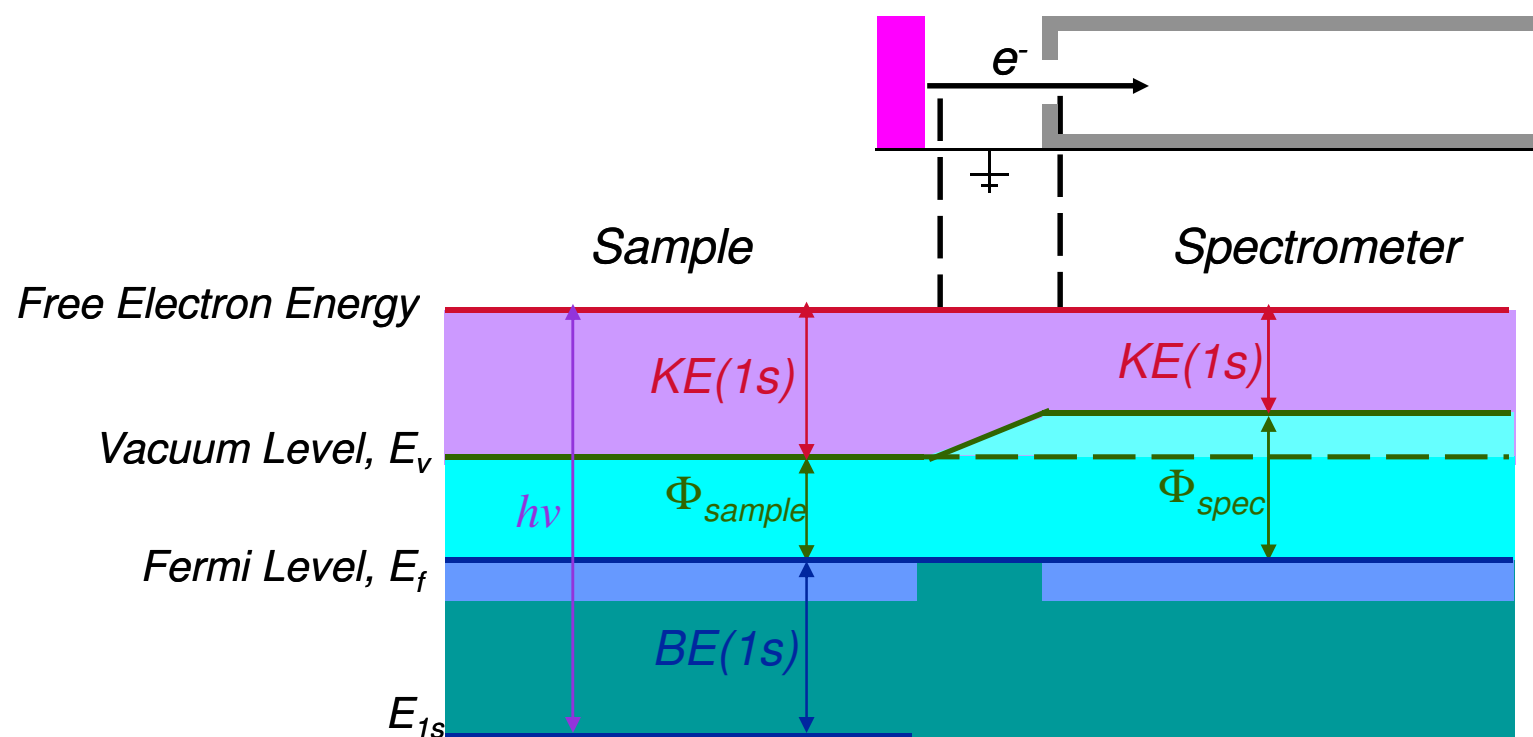 e-
Sample
Spectrometer
Free Electron Energy
KE(1s)
KE(1s)
Vacuum Level, Ev
hν
Φsample
Φspec
Fermi Level, Ef
BE(1s)
E1s